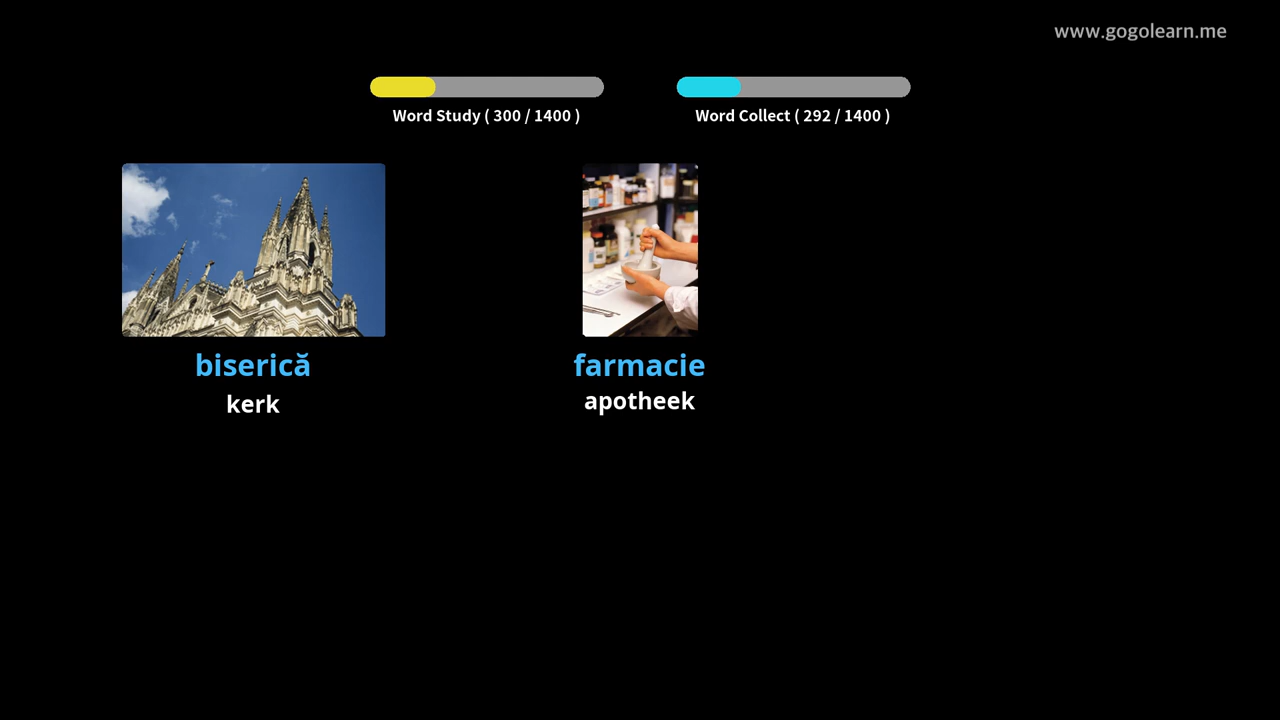 www.gogolearn.me
Word Study ( 300 / 1400 )
Word Collect ( 292 / 1400 )
biserică
farmacie
kerk
apotheek